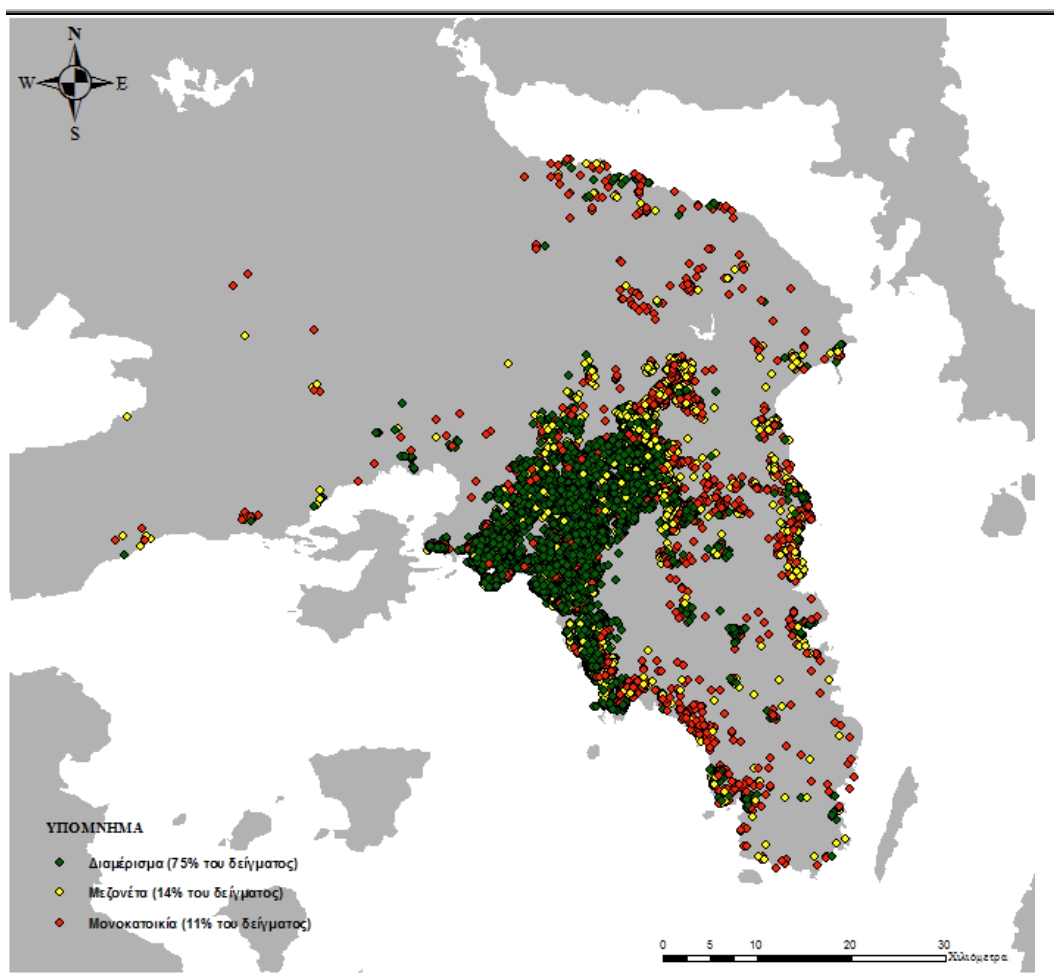 N
W E
S
ΥΠΟΜΝΗΜΑ
Διαμέρισμα (75% του δείγματος)
Μεζονέτα (14% του δείγματος)
Μονοκατοικία (11% του δείγματος)
0 5 10 20 30
Χιλιόμετρα